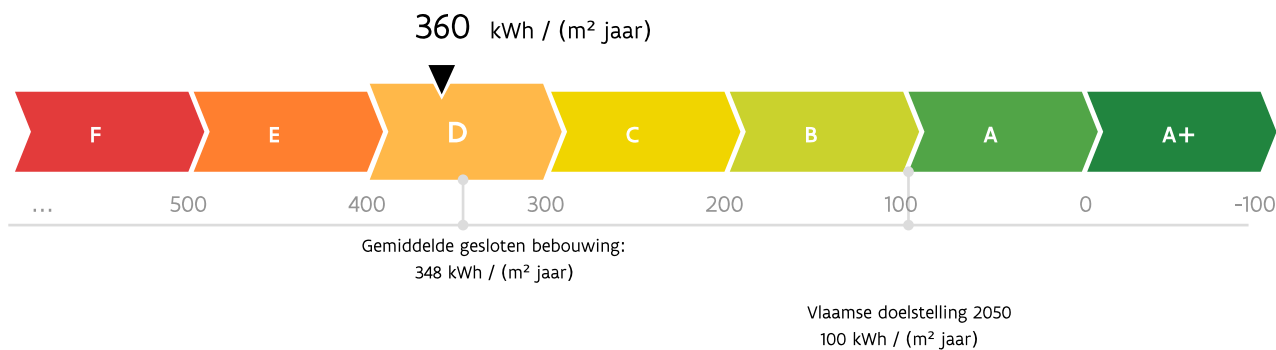 360 kWh / (m² jaar)
F E D C B A A+
... 500 400 300 200 100 0 -100
Gemiddelde gesloten bebouwing:
348 kWh / (m² jaar)
Vlaamse doelstelling 2050
100 kWh / (m² jaar)